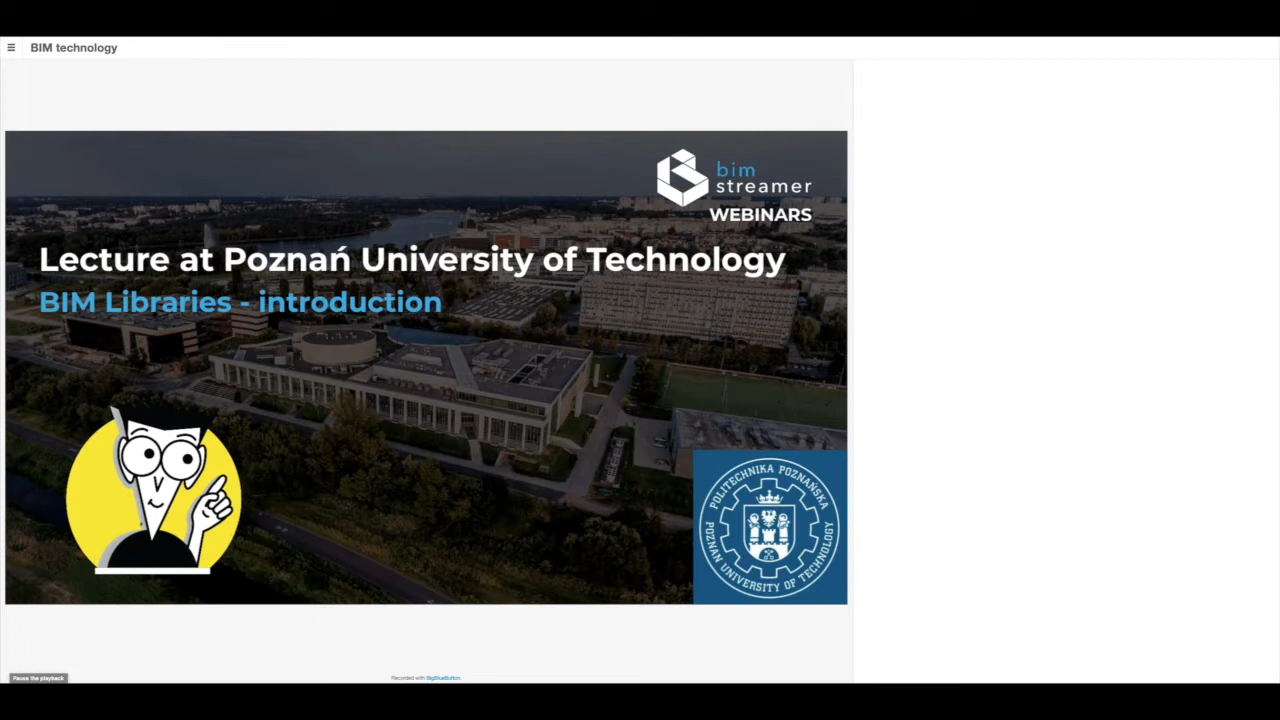 ☰ BIM technology
bim
streamer
WEBINARS
Lecture at Poznań University of Technology
BIM Libraries - introduction
POLITECHNIKA POZNAŃSKA
POZNAN UNIVERSITY OF TECHNOLOGY
Pause the playback
Recorded with BigBlueButton.